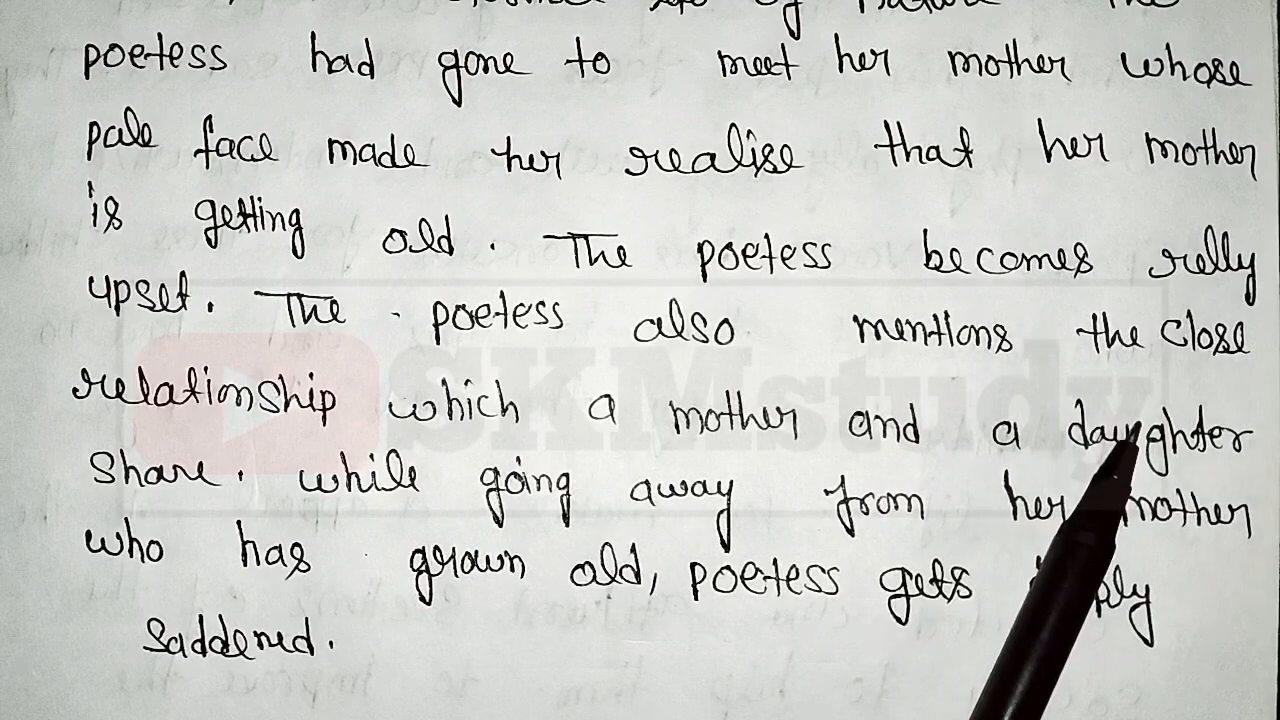 poetess had gone to meet her mother whose
pale face made her realise that her mother
is getting old. The poetess becomes relly
upset. The poetess also mentions the close
relationship which a mother and a daughter
share. while going away from her mother
who has grown old, poetess gets
saddened.
SKMstudy